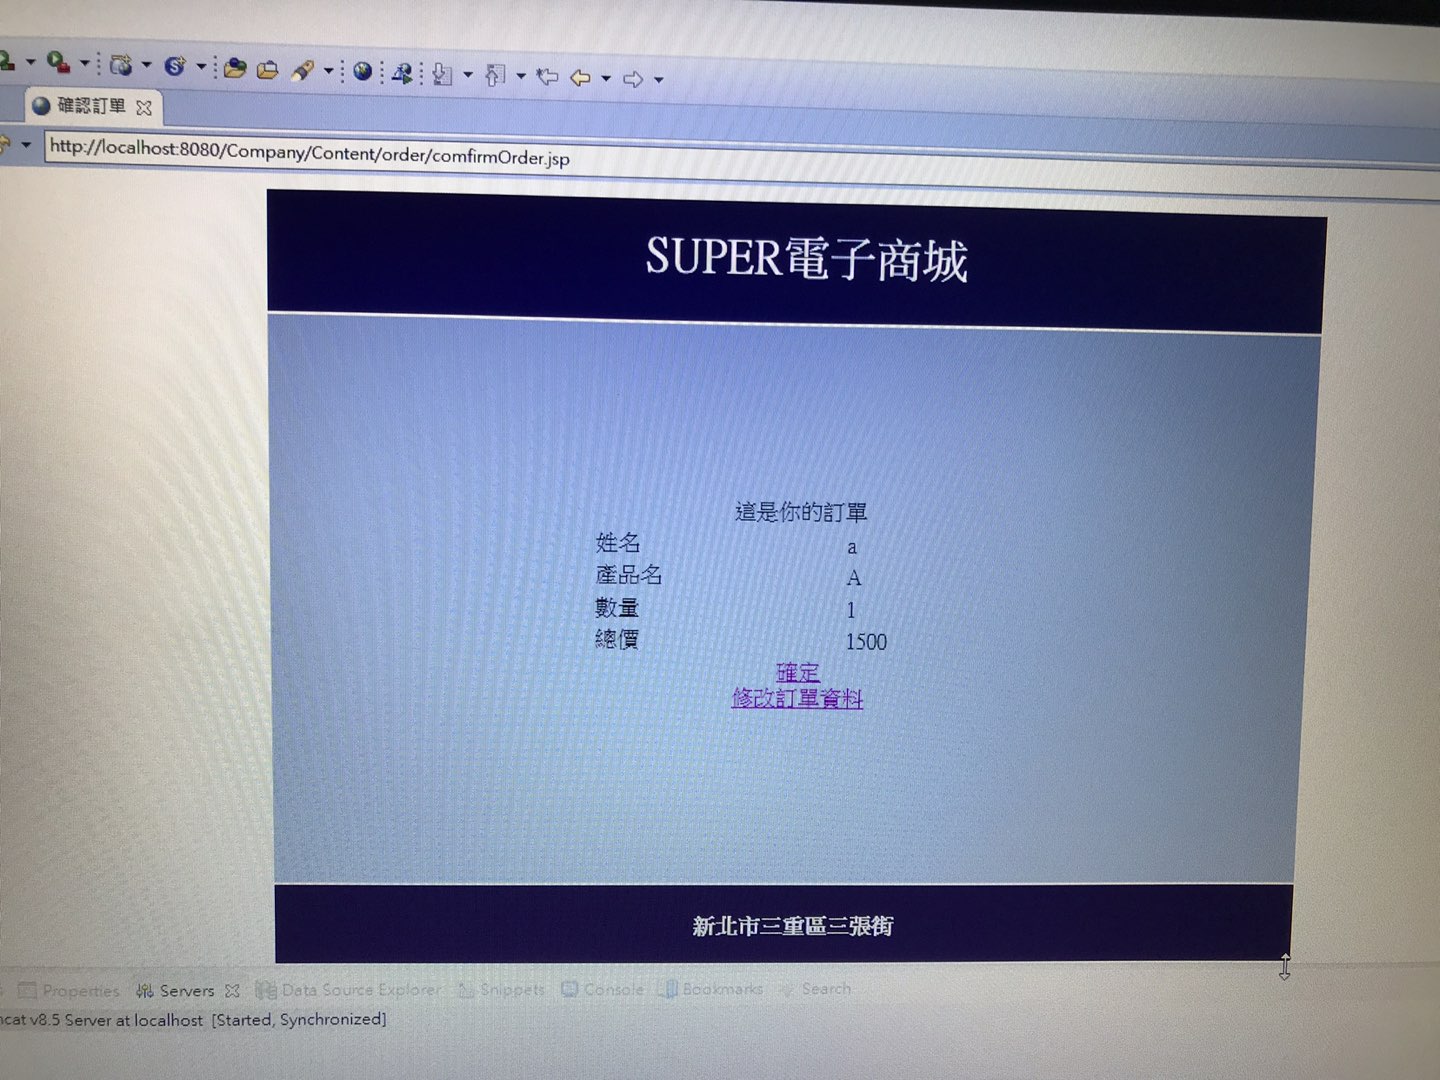 確認訂單
http://localhost:8080/Company/Content/order/comfirmOrder.jsp
SUPER電子商城
這是你的訂單
姓名 a
產品名 A
數量 1
總價 1500
確定
修改訂單資料
新北市三重區三張街
Properties Servers Data Source Explorer Snippets Console Bookmarks Search
v8.5 Server at localhost [Started, Synchronized]